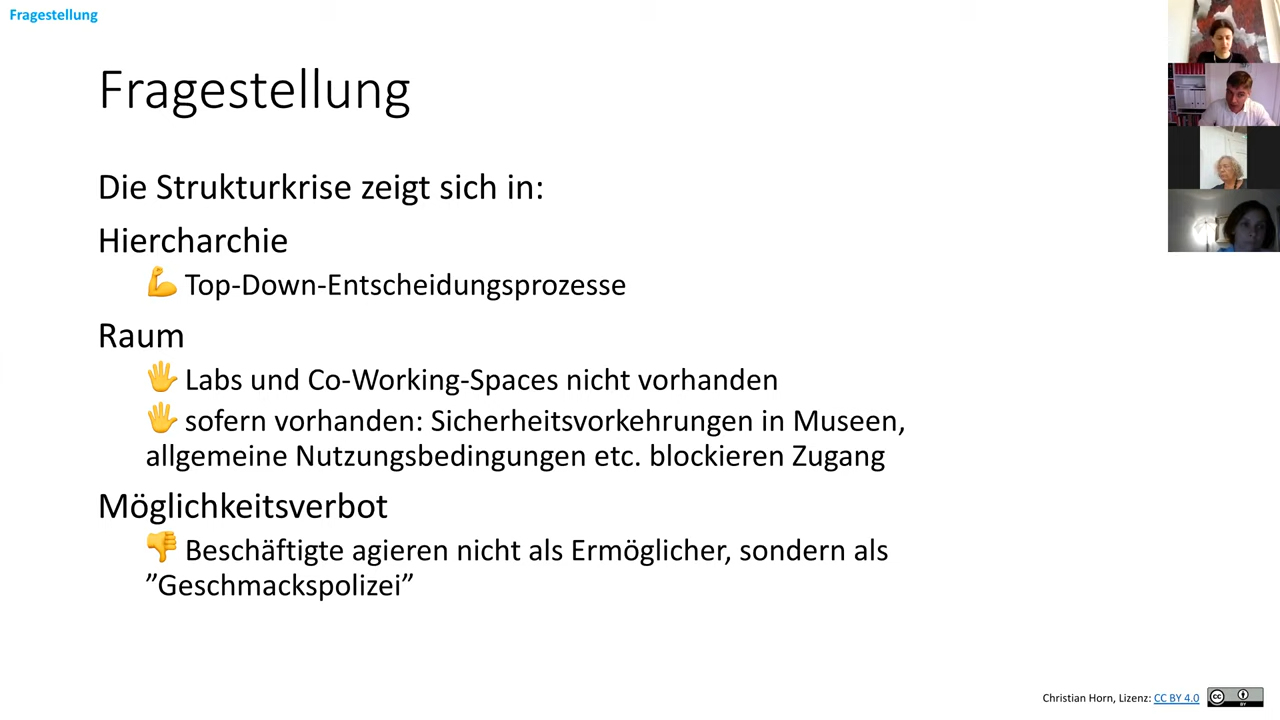 Fragestellung
Fragestellung
Die Strukturkrise zeigt sich in:
Hiercharchie
💪 Top-Down-Entscheidungsprozesse
Raum
🖐 Labs und Co-Working-Spaces nicht vorhanden
🖐 sofern vorhanden: Sicherheitsvorkehrungen in Museen,
allgemeine Nutzungsbedingungen etc. blockieren Zugang
Möglichkeitsverbot
👎 Beschäftigte agieren nicht als Ermöglicher, sondern als
”Geschmackspolizei”
Christian Horn, Lizenz: CC BY 4.0
cc
BY